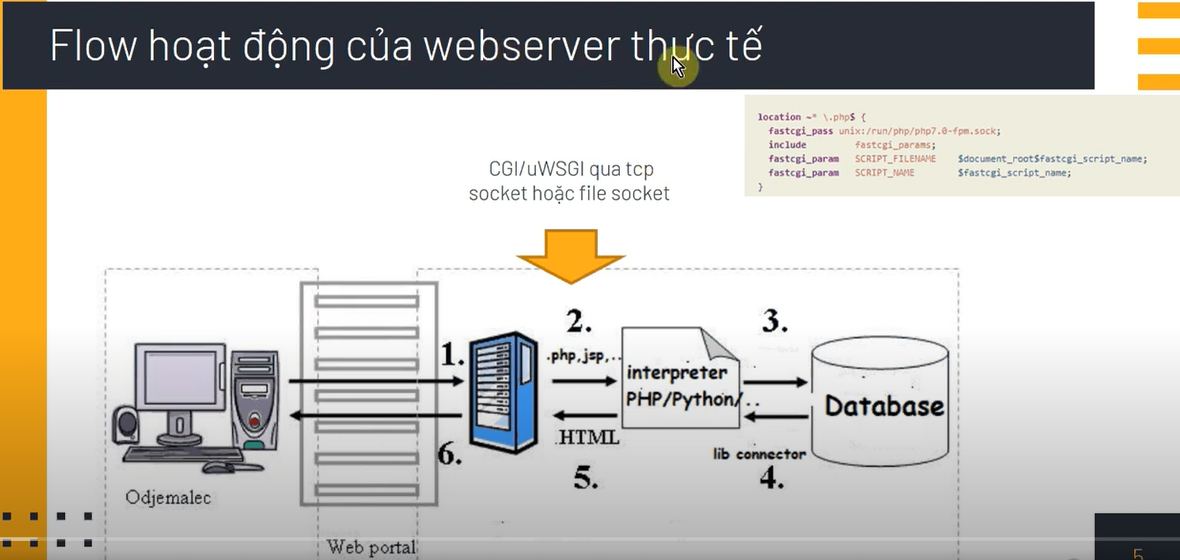 Flow hoạt động của webserver thực tế
location ~* \.php$ {
fastcgi_pass unix:/run/php/php7.0-fpm.sock;
include fastcgi_params;
fastcgi_param SCRIPT_FILENAME $document_root$fastcgi_script_name;
fastcgi_param SCRIPT_NAME $fastcgi_script_name;
}
CGI/uWSGI qua tcp
socket hoặc file socket
1.
2.
.php,jsp,..
interpreter
PHP/Python/..
3.
Database
HTML
5.
lib connector
4.
6.
Odjemalec
Web portal
5